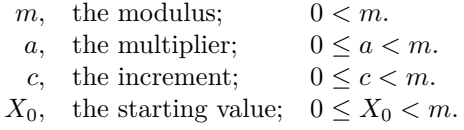 m, the modulus; 0 < m.
a, the multiplier; 0 ≤ a < m.
c, the increment; 0 ≤ c < m.
X₀, the starting value; 0 ≤ X₀ < m.